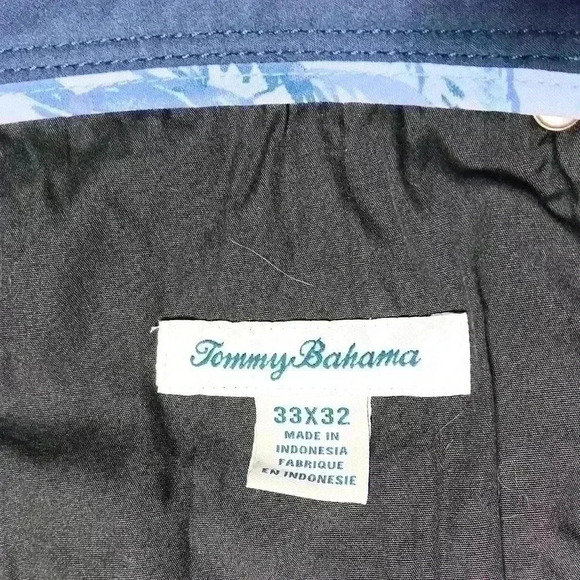 Tommy Bahama
33X32
MADE IN
INDONESIA
FABRIQUE
EN INDONESIE